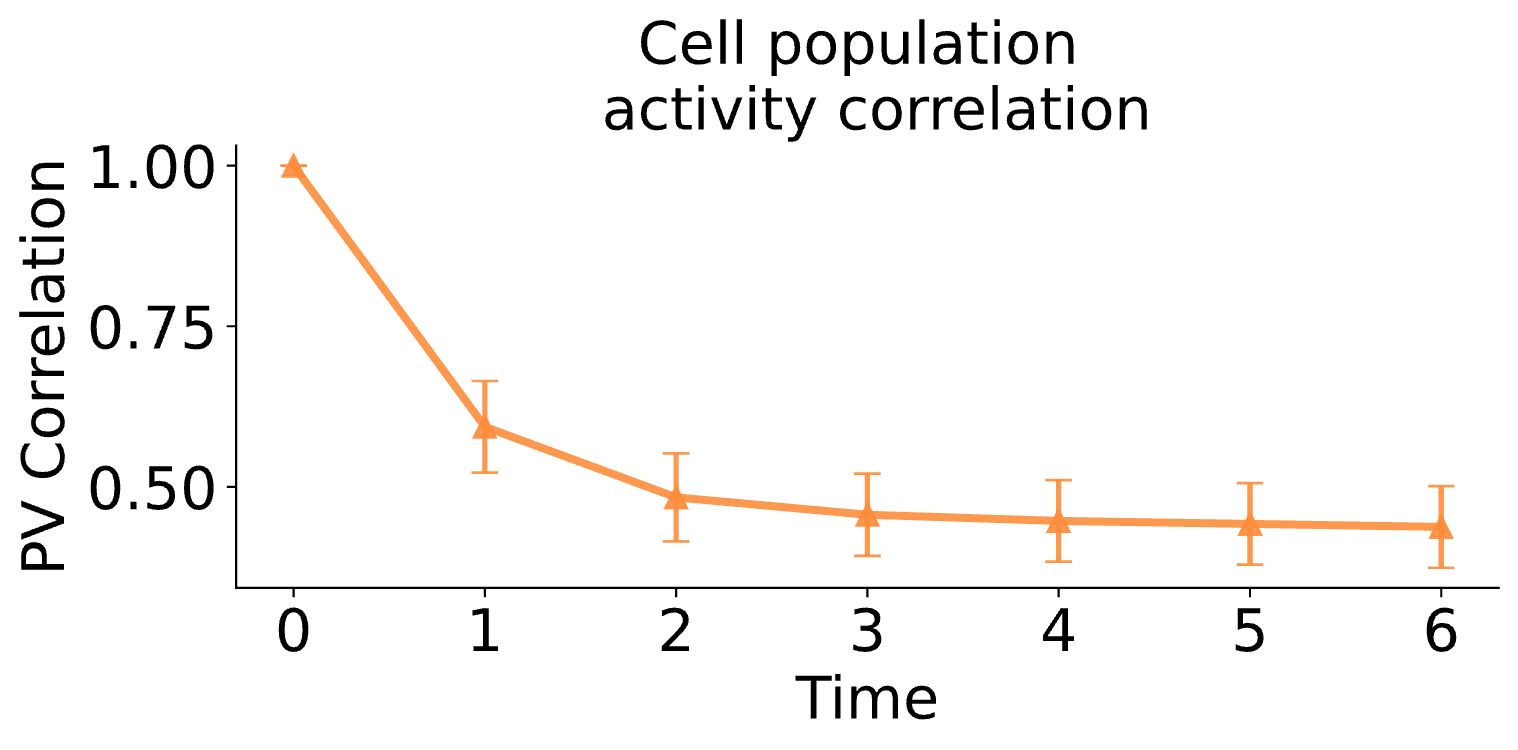 Cell population
activity correlation
PV Correlation
1.00
0.75
0.50
0 1 2 3 4 5 6
Time